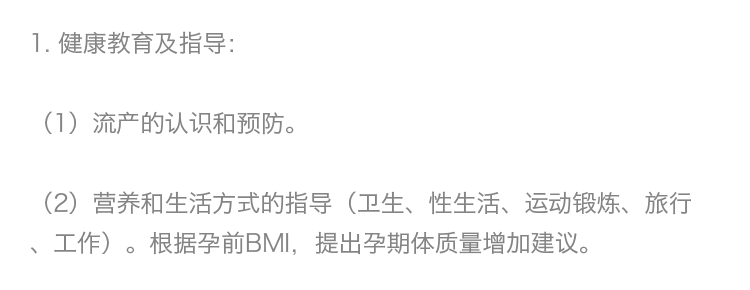 1. 健康教育及指导：
（1）流产的认识和预防。
（2）营养和生活方式的指导（卫生、性生活、运动锻炼、旅行
、工作）。根据孕前BMI，提出孕期体质量增加建议。